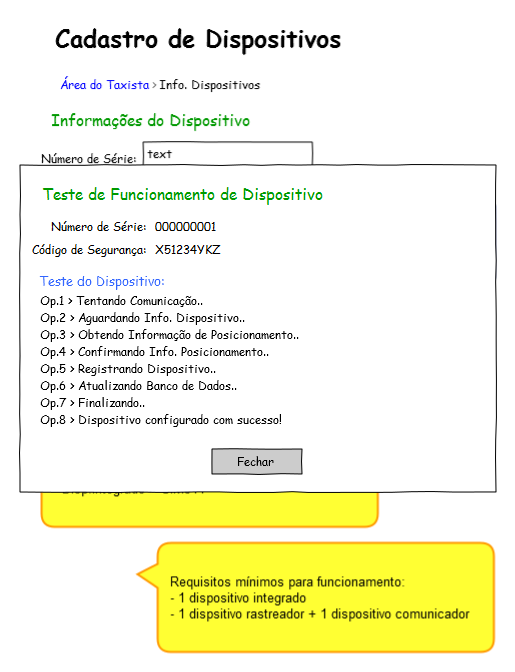 Cadastro de Dispositivos
Área do Taxista > Info. Dispositivos
Informações do Dispositivo
Número de Série: text
Teste de Funcionamento de Dispositivo
Número de Série: 000000001
Código de Segurança: X51234YKZ
Teste do Dispositivo:
Op.1 > Tentando Comunicação..
Op.2 > Aguardando Info. Dispositivo..
Op.3 > Obtendo Informação de Posicionamento..
Op.4 > Confirmando Info. Posicionamento..
Op.5 > Registrando Dispositivo..
Op.6 > Atualizando Banco de Dados..
Op.7 > Finalizando..
Op.8 > Dispositivo configurado com sucesso!
Fechar
Requisitos mínimos para funcionamento:
- 1 dispositivo integrado
- 1 dispsitivo rastreador + 1 dispositivo comunicador